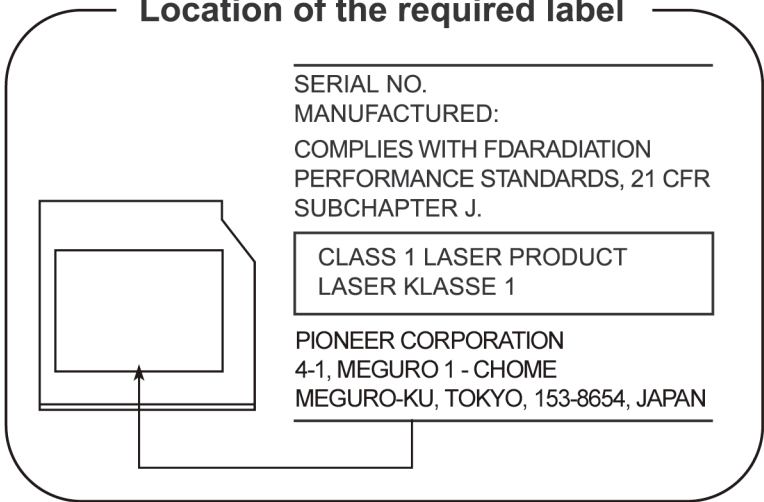 Location of the required label
SERIAL NO.
MANUFACTURED:
COMPLIES WITH FDARADIATION
PERFORMANCE STANDARDS, 21 CFR
SUBCHAPTER J.
CLASS 1 LASER PRODUCT
LASER KLASSE 1
PIONEER CORPORATION
4-1, MEGURO 1 - CHOME
MEGURO-KU, TOKYO, 153-8654, JAPAN